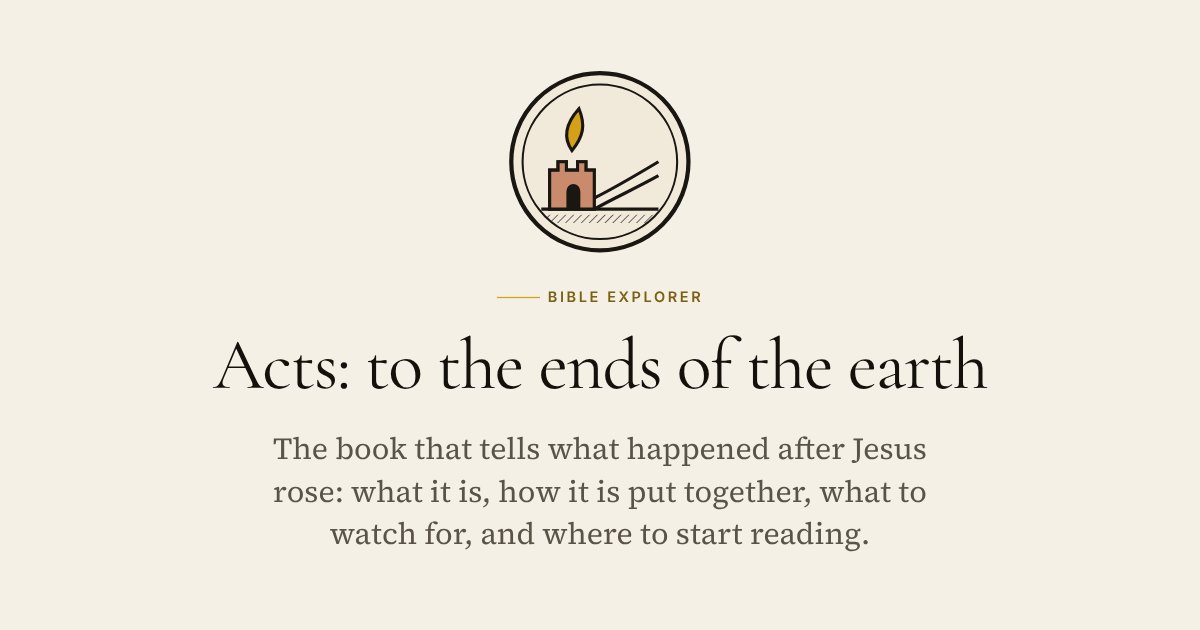 BIBLE EXPLORER
Acts: to the ends of the earth
The book that tells what happened after Jesus
rose: what it is, how it is put together, what to
watch for, and where to start reading.